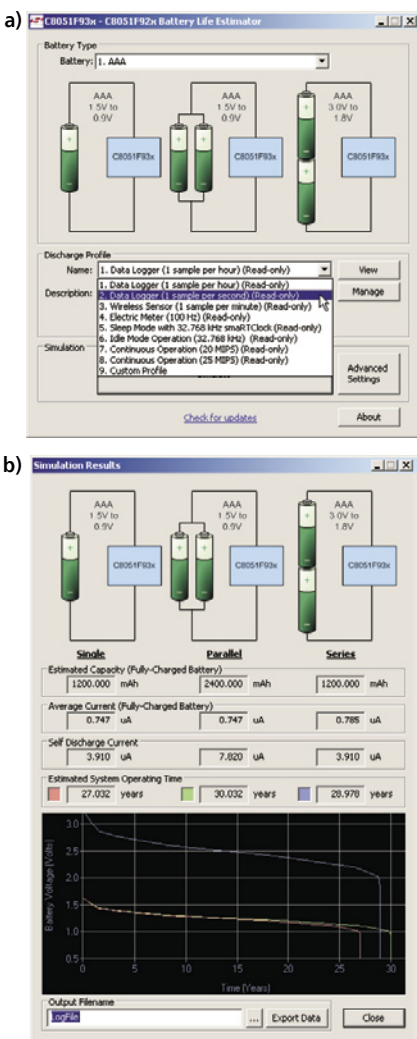 a)
C8051F93x - C8051F92x Battery Life Estimator
Battery Type
Battery: 1. AAA
AAA
1.5V to
0.9V
C8051F93x
AAA
1.5V to
0.9V
C8051F93x
AAA
3.0V to
1.8V
C8051F93x
Discharge Profile
Name: 1. Data Logger (1 sample per hour) (Read-only)
View
1. Data Logger (1 sample per hour) (Read-only)
Description:
2. Data Logger (1 sample per second) (Read-only)
Manage
3. Wireless Sensor (1 sample per minute) (Read-only)
4. Electric Meter (100 Hz) (Read-only)
5. Sleep Mode with 32.768 kHz smaRTClock (Read-only)
6. Idle Mode Operation (32.768 kHz) (Read-only)
7. Continuous Operation (20 MIPS) (Read-only)
8. Continuous Operation (25 MIPS) (Read-only)
9. Custom Profile
Simulation
Advanced
Settings
Check for updates
About
b)
Simulation Results
AAA
1.5V to
0.9V
C8051F93x
AAA
1.5V to
0.9V
C8051F93x
AAA
3.0V to
1.8V
C8051F93x
Single Parallel Series
Estimated Capacity (Fully-Charged Battery)
1200.000 mAh 2400.000 mAh 1200.000 mAh
Average Current (Fully-Charged Battery)
0.747 uA 0.747 uA 0.785 uA
Self Discharge Current
3.910 uA 7.820 uA 3.910 uA
Estimated System Operating Time
27.032 years 30.032 years 28.978 years
Battery Voltage (Volts)
3.0
2.5
2.0
1.5
1.0
0.5
0 5 10 15 20 25 30
Time (Years)
Output Filename
LogFile ... Export Data Close